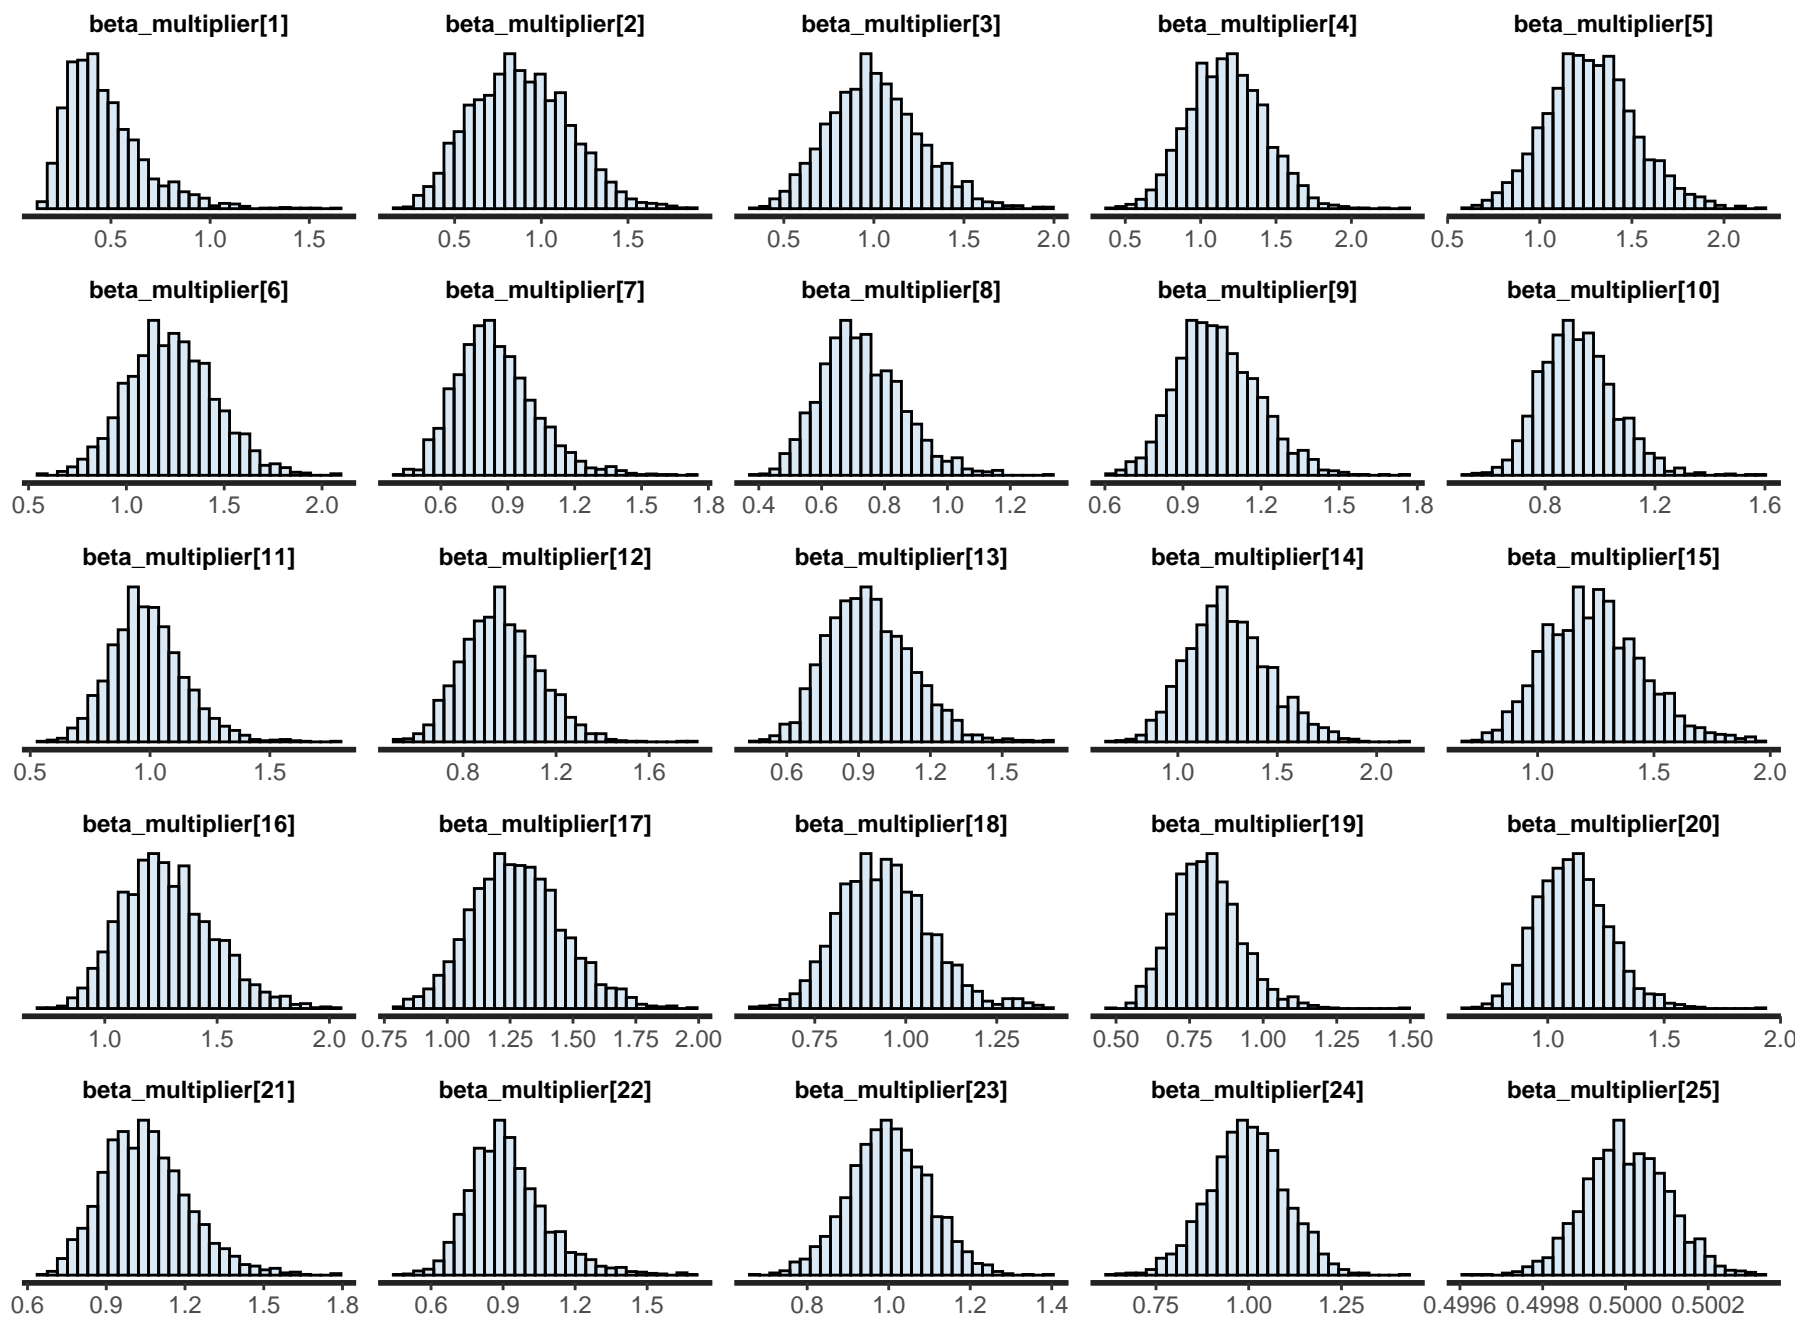 beta_multiplier[1] beta_multiplier[2] beta_multiplier[3] beta_multiplier[4] beta_multiplier[5]
0.5 1.0 1.5 0.5 1.0 1.5 0.5 1.0 1.5 2.0 0.5 1.0 1.5 2.0 0.5 1.0 1.5 2.0
beta_multiplier[6] beta_multiplier[7] beta_multiplier[8] beta_multiplier[9] beta_multiplier[10]
0.5 1.0 1.5 2.0 0.6 0.9 1.2 1.5 1.8 0.4 0.6 0.8 1.0 1.2 0.6 0.9 1.2 1.5 1.8 0.8 1.2 1.6
beta_multiplier[11] beta_multiplier[12] beta_multiplier[13] beta_multiplier[14] beta_multiplier[15]
0.5 1.0 1.5 0.8 1.2 1.6 0.6 0.9 1.2 1.5 1.0 1.5 2.0 1.0 1.5 2.0
beta_multiplier[16] beta_multiplier[17] beta_multiplier[18] beta_multiplier[19] beta_multiplier[20]
1.0 1.5 2.0 0.75 1.00 1.25 1.50 1.75 2.00 0.75 1.00 1.25 0.50 0.75 1.00 1.25 1.50 1.0 1.5 2.0
beta_multiplier[21] beta_multiplier[22] beta_multiplier[23] beta_multiplier[24] beta_multiplier[25]
0.6 0.9 1.2 1.5 1.8 0.6 0.9 1.2 1.5 0.8 1.0 1.2 1.4 0.75 1.00 1.25 0.4996 0.4998 0.5000 0.5002